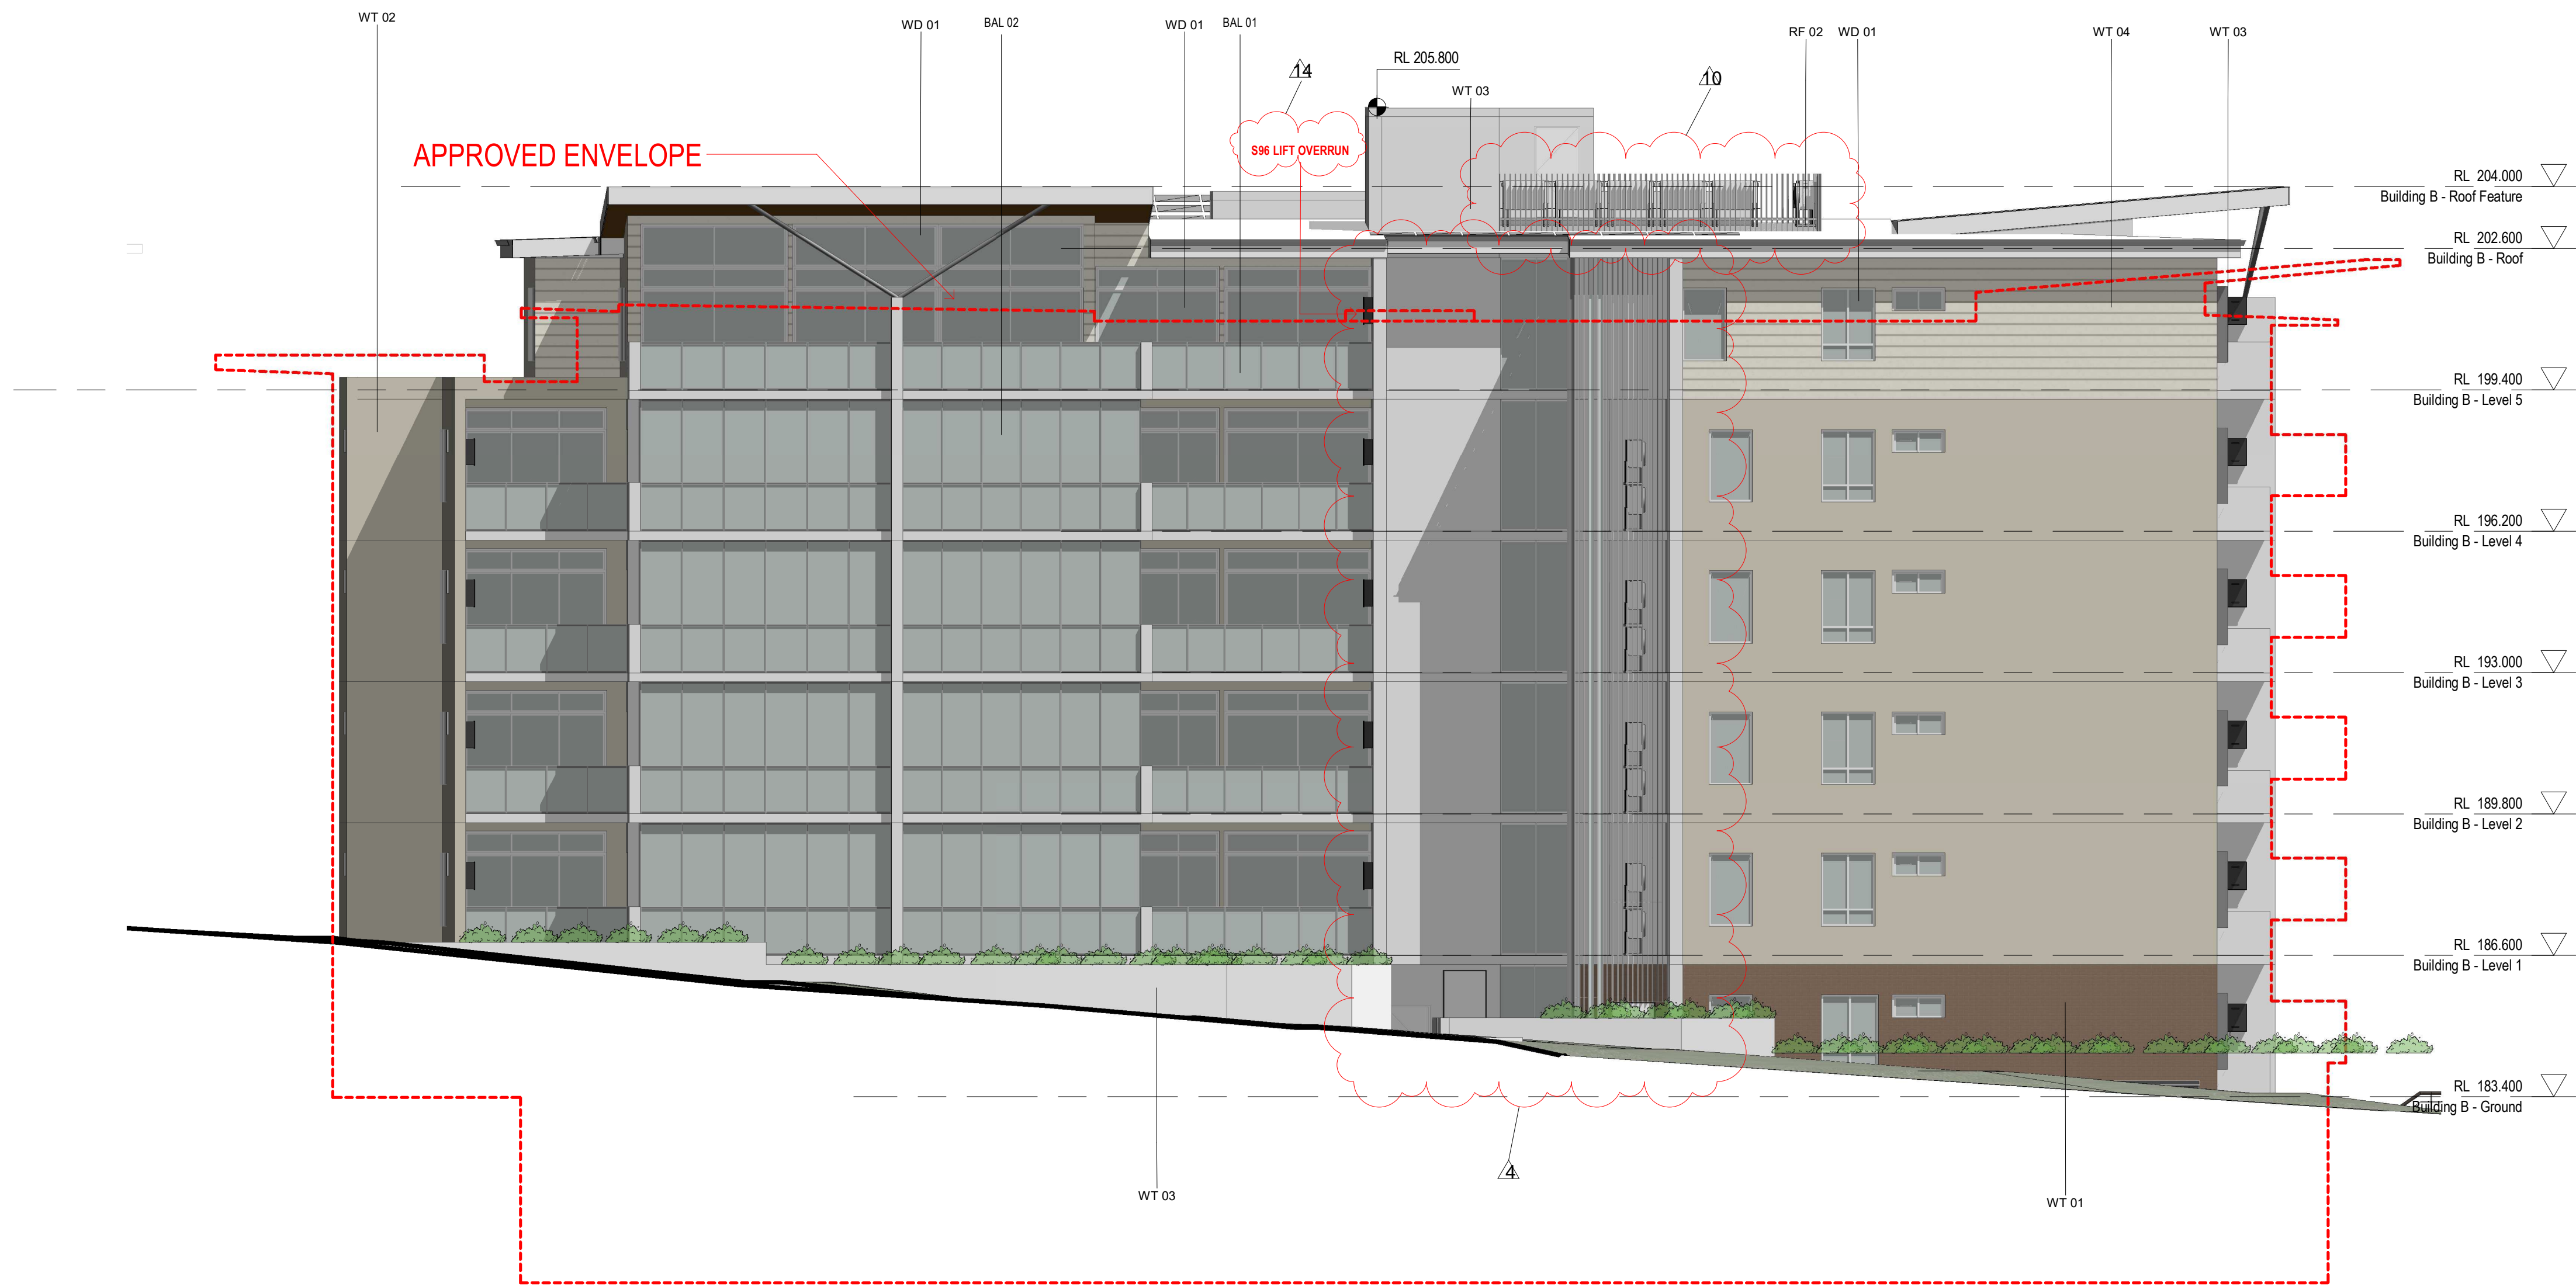 WT 02
WD 01
BAL 02
WD 01
BAL 01
RF 02
WD 01
WT 04
WT 03
RL 205.800
14
10
WT 03
APPROVED ENVELOPE
S96 LIFT OVERRUN
RL 204.000
Building B - Roof Feature
RL 202.600
Building B - Roof
RL 199.400
Building B - Level 5
RL 196.200
Building B - Level 4
RL 193.000
Building B - Level 3
RL 189.800
Building B - Level 2
RL 186.600
Building B - Level 1
RL 183.400
Building B - Ground
4
WT 03
WT 01